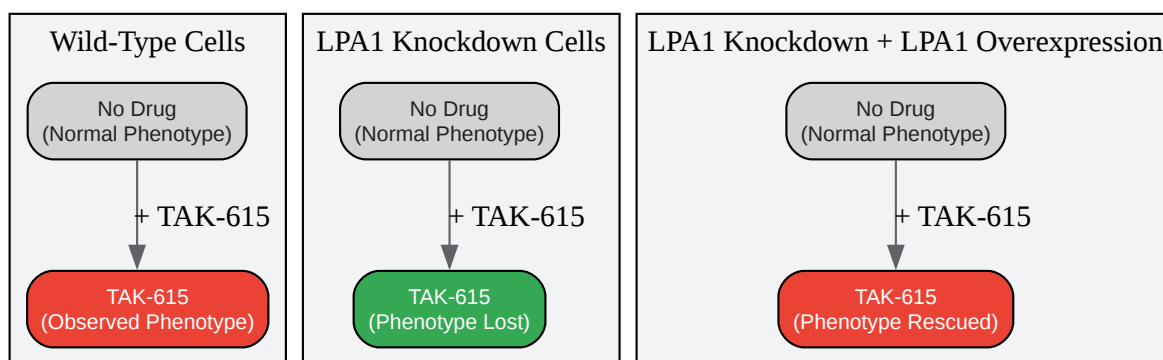 Wild-Type Cells
No Drug
(Normal Phenotype)
+ TAK-615
TAK-615
(Observed Phenotype)
LPA1 Knockdown Cells
No Drug
(Normal Phenotype)
+ TAK-615
TAK-615
(Phenotype Lost)
LPA1 Knockdown + LPA1 Overexpression
No Drug
(Normal Phenotype)
+ TAK-615
TAK-615
(Phenotype Rescued)